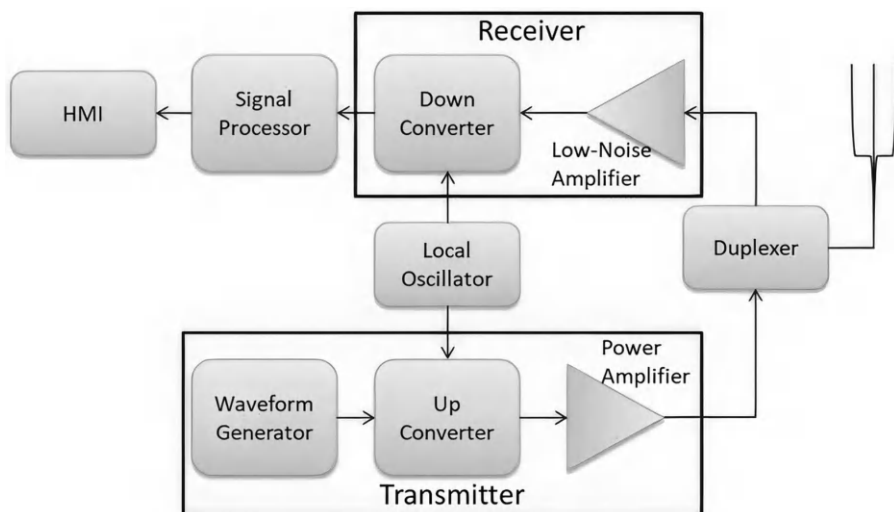 Receiver
HMI
Signal
Processor
Down
Converter
Low-Noise
Amplifier
Local
Oscillator
Duplexer
Power
Amplifier
Waveform
Generator
Up
Converter
Transmitter